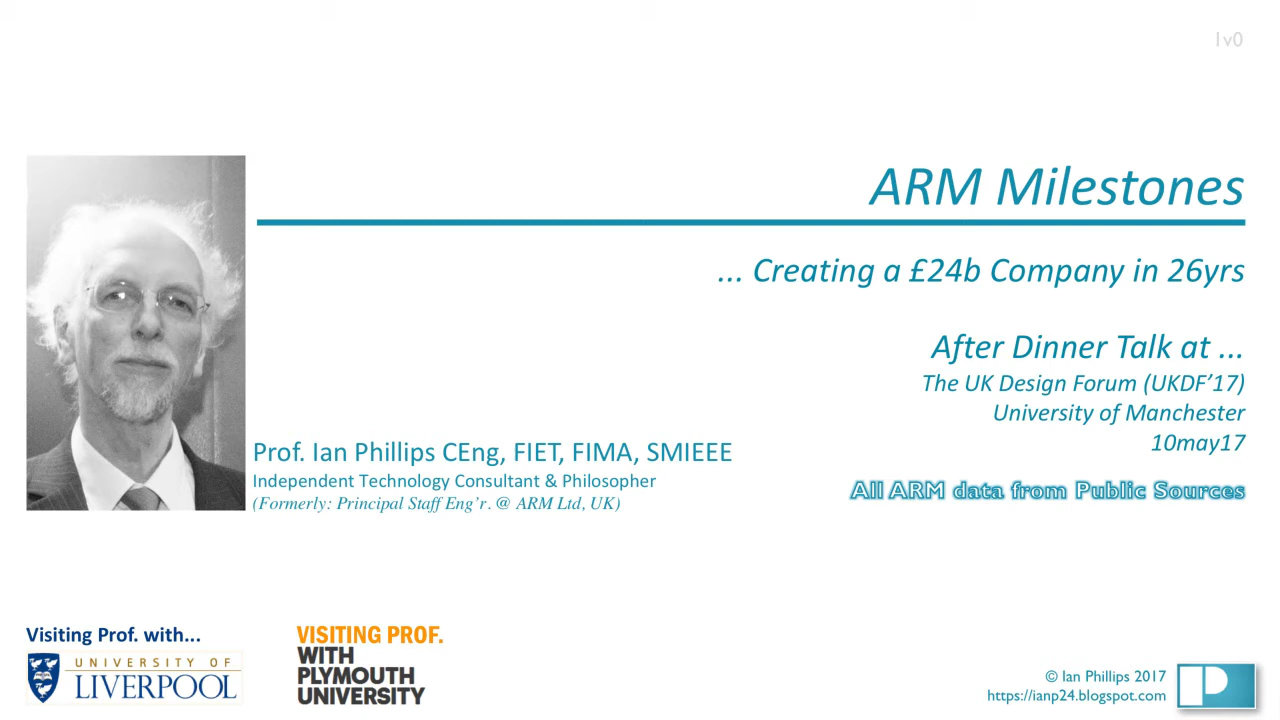 1v0
ARM Milestones
... Creating a £24b Company in 26yrs
After Dinner Talk at ...
The UK Design Forum (UKDF’17)
University of Manchester
10may17
All ARM data from Public Sources
Prof. Ian Phillips CEng, FIET, FIMA, SMIEEE
Independent Technology Consultant & Philosopher
(Formerly: Principal Staff Eng’r. @ ARM Ltd, UK)
Visiting Prof. with...
UNIVERSITY OF
LIVERPOOL
VISITING PROF.
WITH
PLYMOUTH
UNIVERSITY
© Ian Phillips 2017
https://ianp24.blogspot.com
P